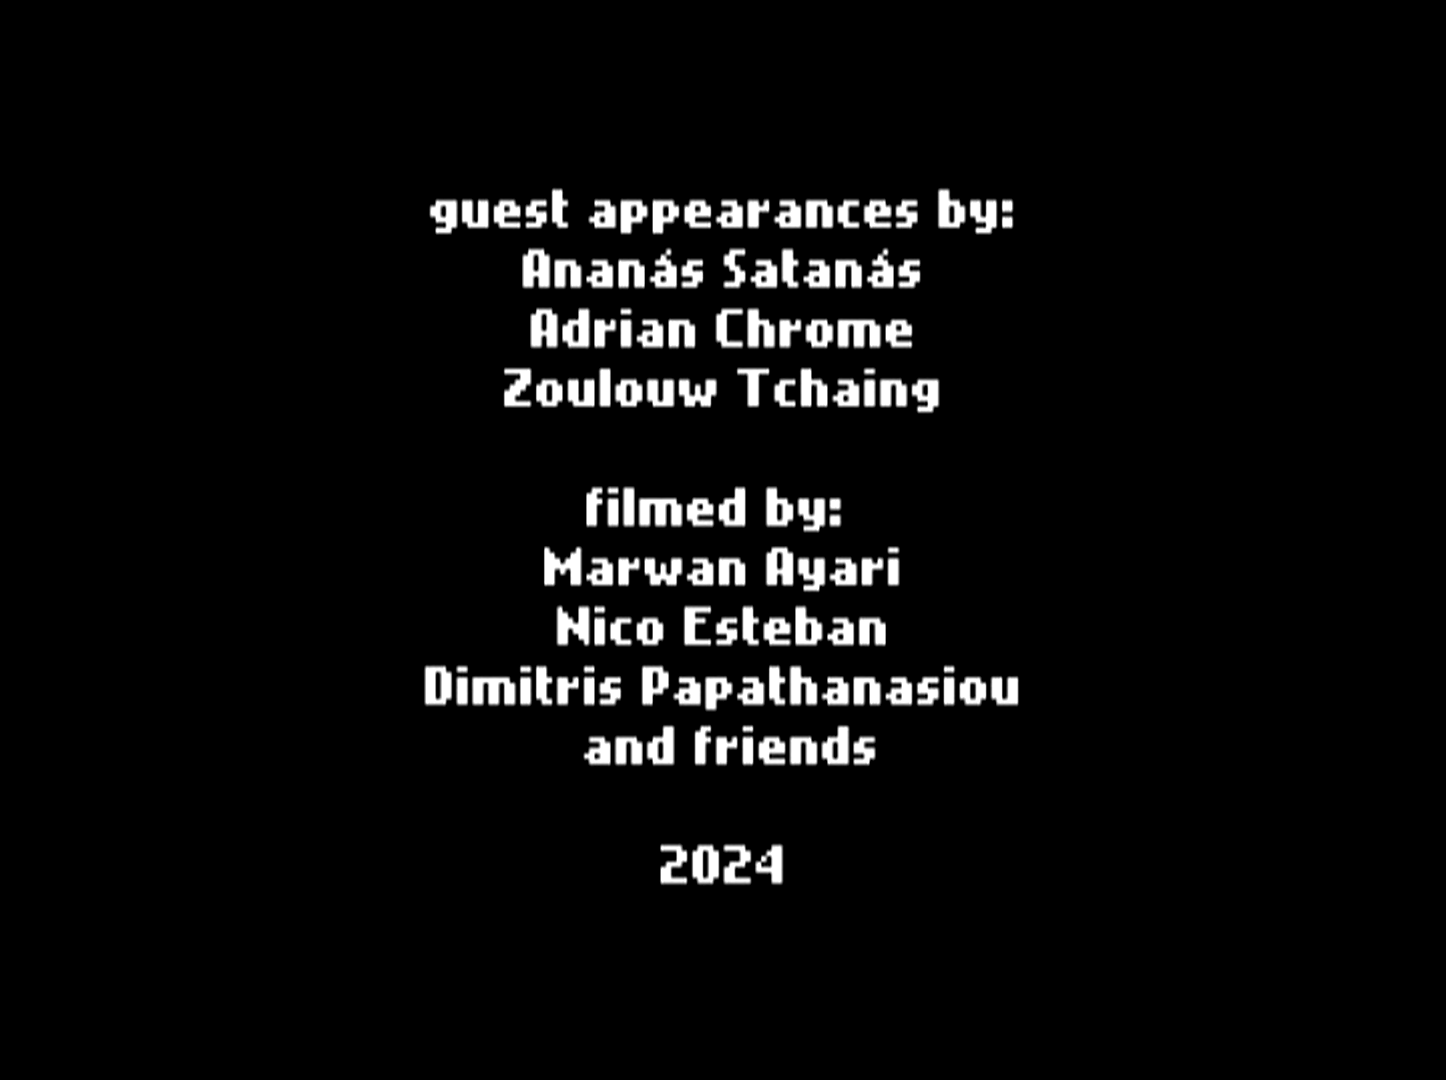 guest appearances by:
Ananás Satanás
Adrian Chrome
Zoulouw Tchaing
filmed by:
Marwan Ayari
Nico Esteban
Dimitris Papathanasiou
and friends
2024